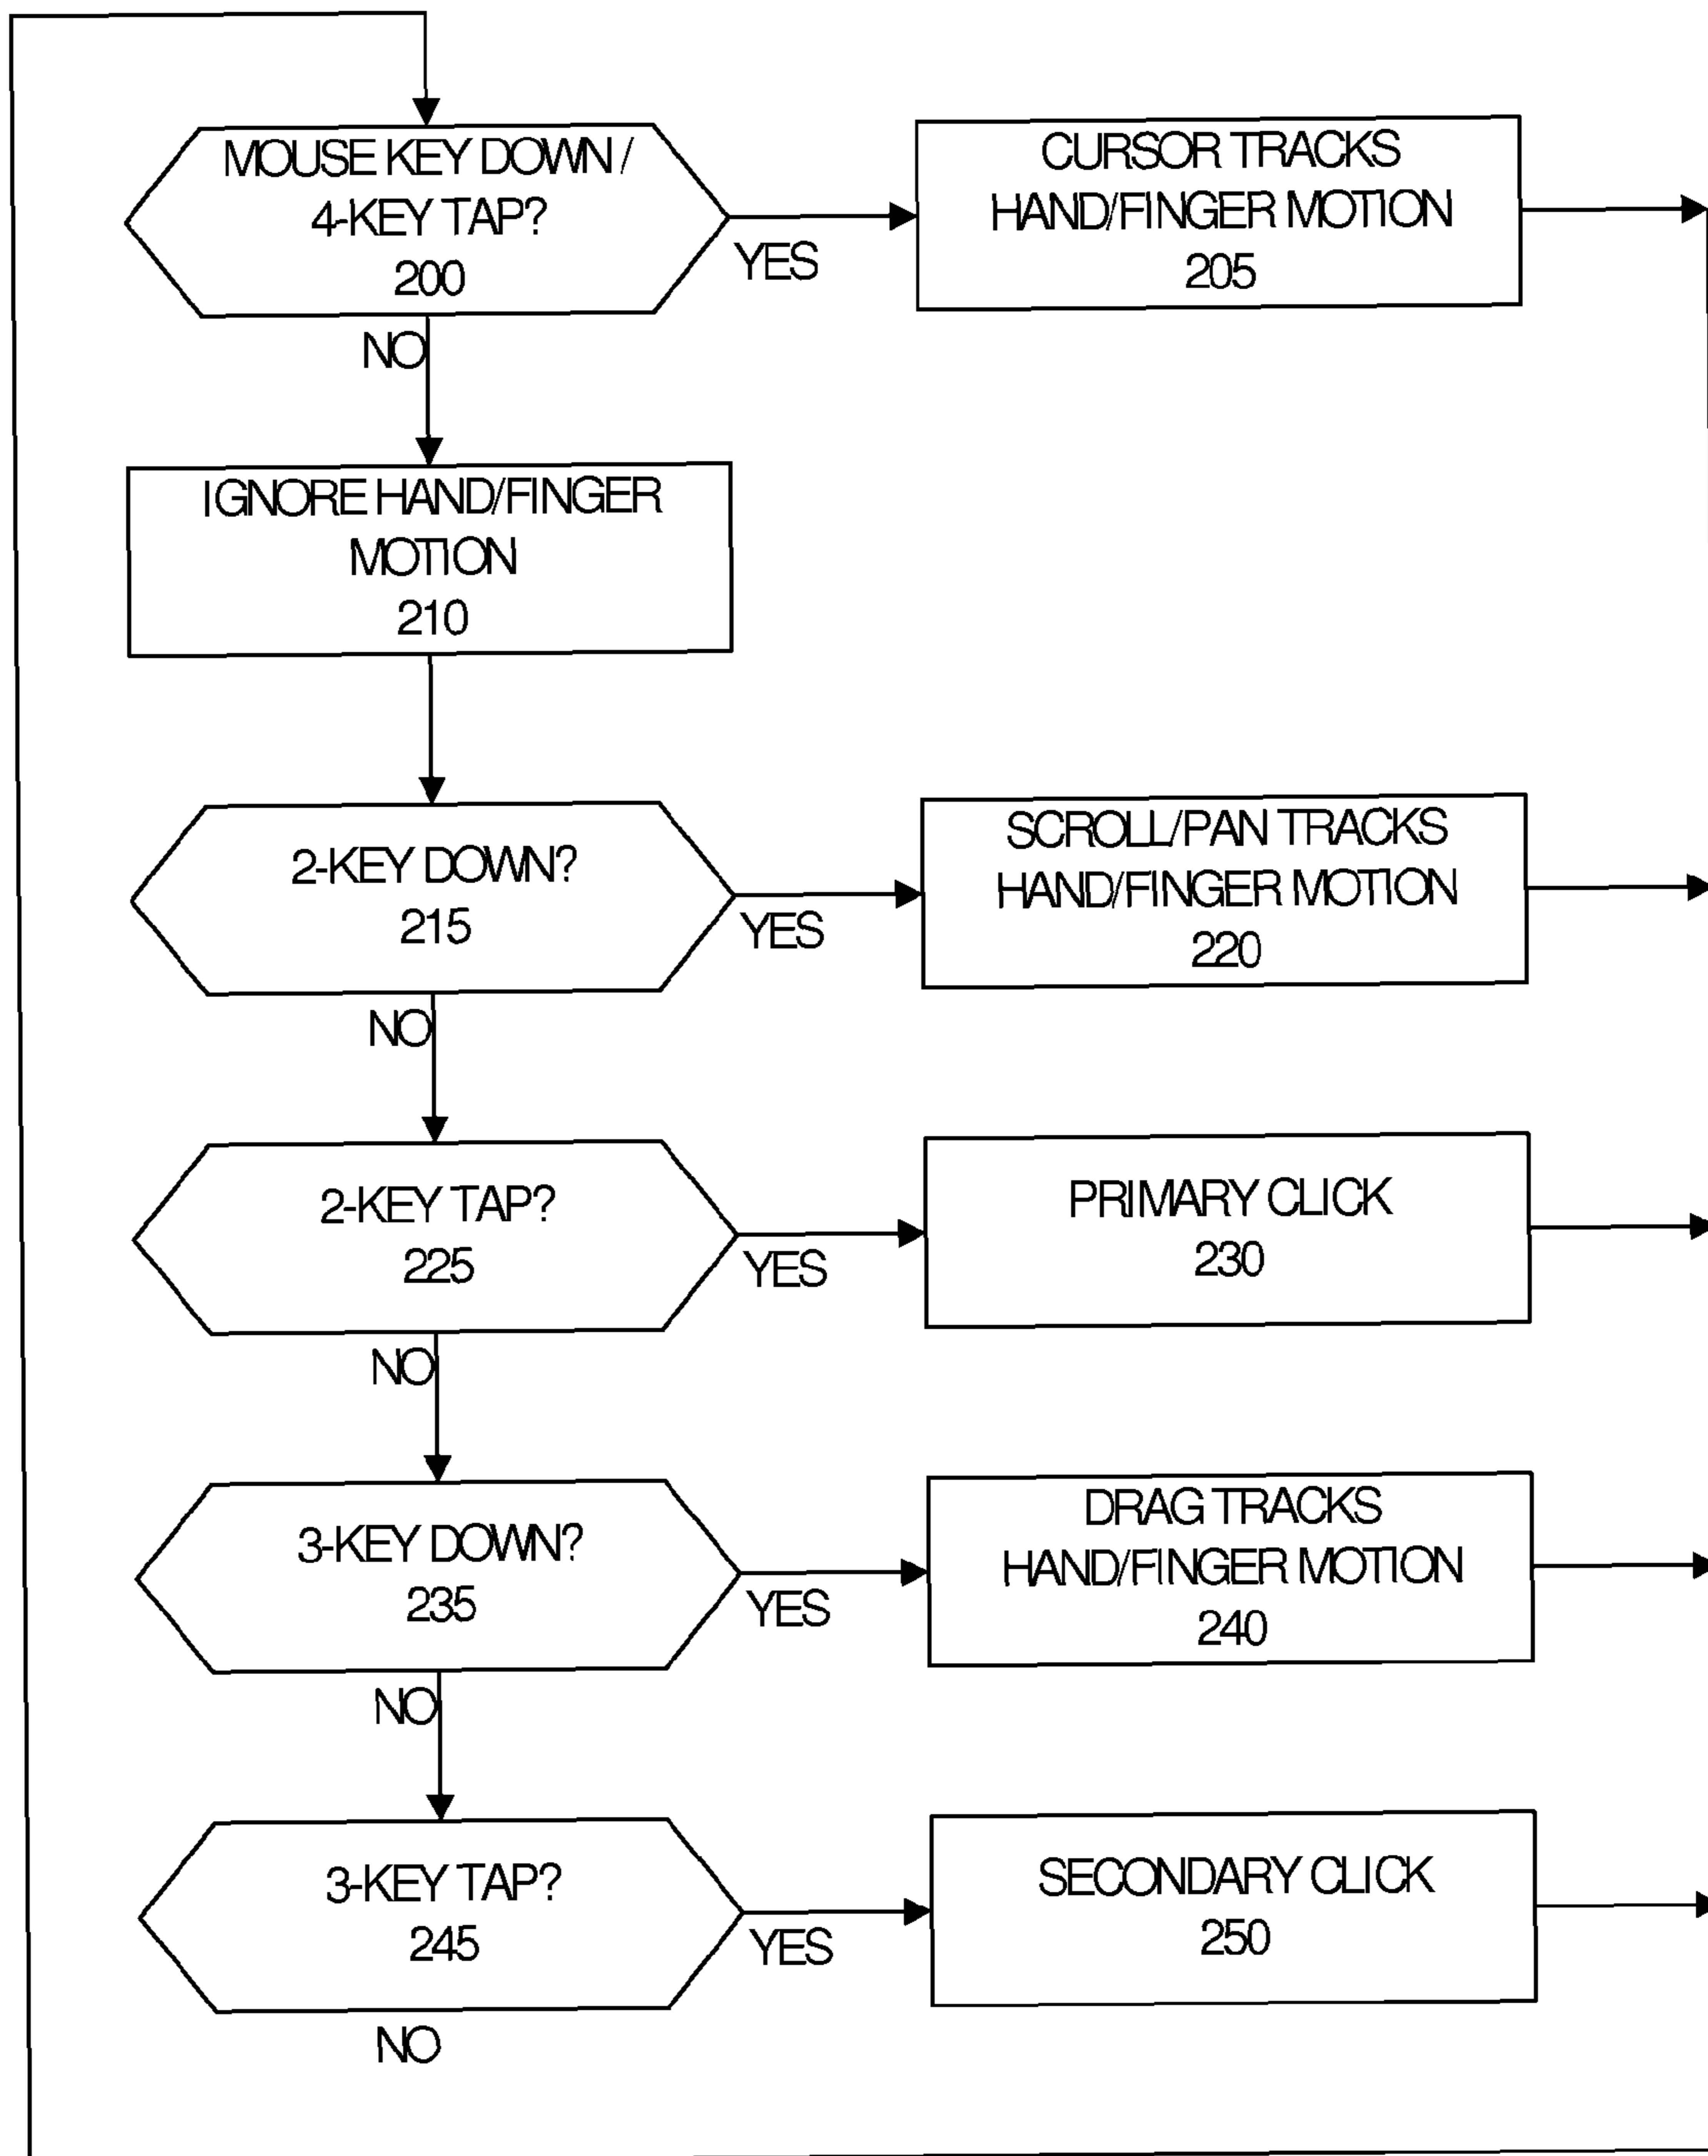 MOUSE KEY DOWN /
4-KEY TAP?
200
YES
CURSOR TRACKS
HAND/FINGER MOTION
205
NO
IGNORE HAND/FINGER
MOTION
210
2-KEY DOWN?
215
YES
SCROLL/PAN TRACKS
HAND/FINGER MOTION
220
NO
2-KEY TAP?
225
YES
PRIMARY CLICK
230
NO
3-KEY DOWN?
235
YES
DRAG TRACKS
HAND/FINGER MOTION
240
NO
3-KEY TAP?
245
YES
SECONDARY CLICK
250
NO